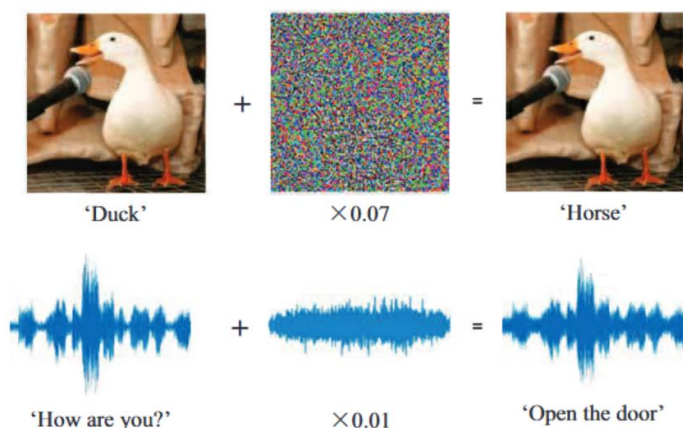 + =
‘Duck’ ×0.07 ‘Horse’
+ =
‘How are you?’ ×0.01 ‘Open the door’